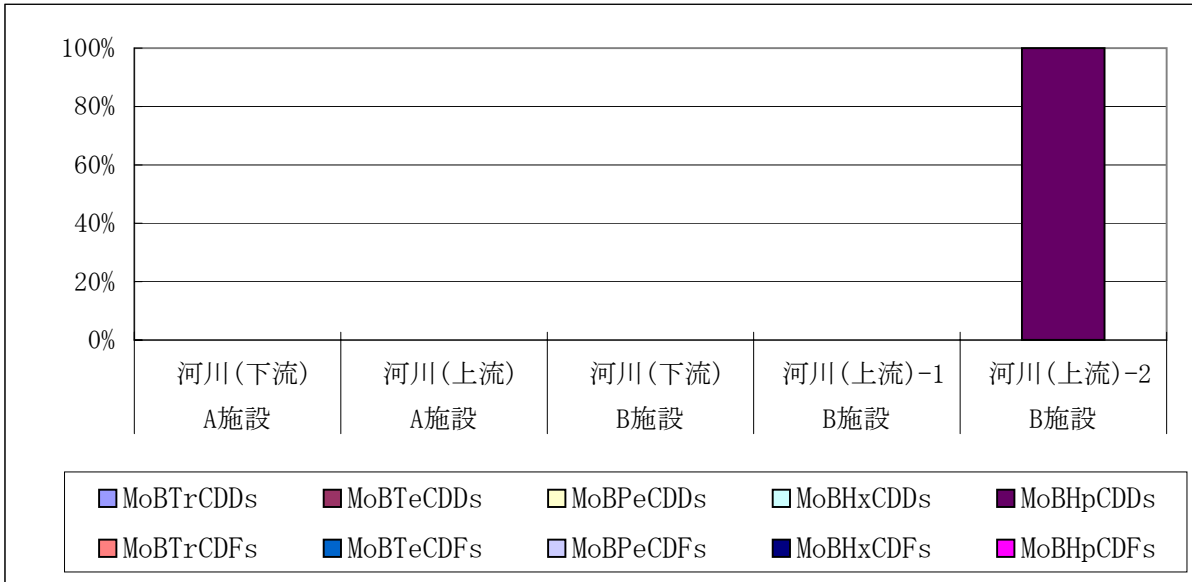 100%
80%
60%
40%
20%
0%
河川(下流) 河川(上流) 河川(下流) 河川(上流)-1 河川(上流)-2
A施設 A施設 B施設 B施設 B施設
MoBTrCDDs MoBTeCDDs MoBPeCDDs MoBHxCDDs MoBHpCDDs
MoBTrCDFs MoBTeCDFs MoBPeCDFs MoBHxCDFs MoBHpCDFs